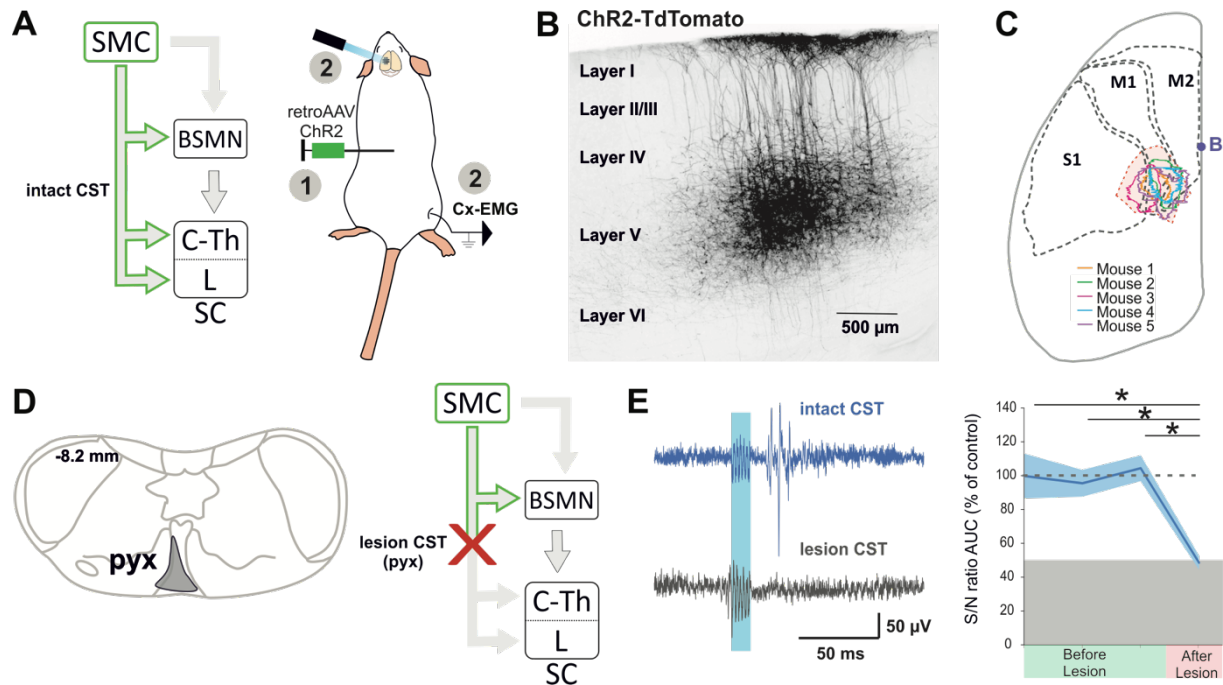 A
SMC
BSMN
intact CST
C-Th
L
SC
2
retroAAV
ChR2
1
2
Cx-EMG
B
ChR2-TdTomato
Layer I
Layer II/III
Layer IV
Layer V
Layer VI
500 µm
C
M1
M2
B
S1
Mouse 1
Mouse 2
Mouse 3
Mouse 4
Mouse 5
D
-8.2 mm
pyx
SMC
BSMN
lesion CST
(pyx)
C-Th
L
SC
E
intact CST
lesion CST
50 µV
50 ms
S/N ratio AUC (% of control)
140
120
100
80
60
40
20
0
* 
*
*
Before
Lesion
After
Lesion